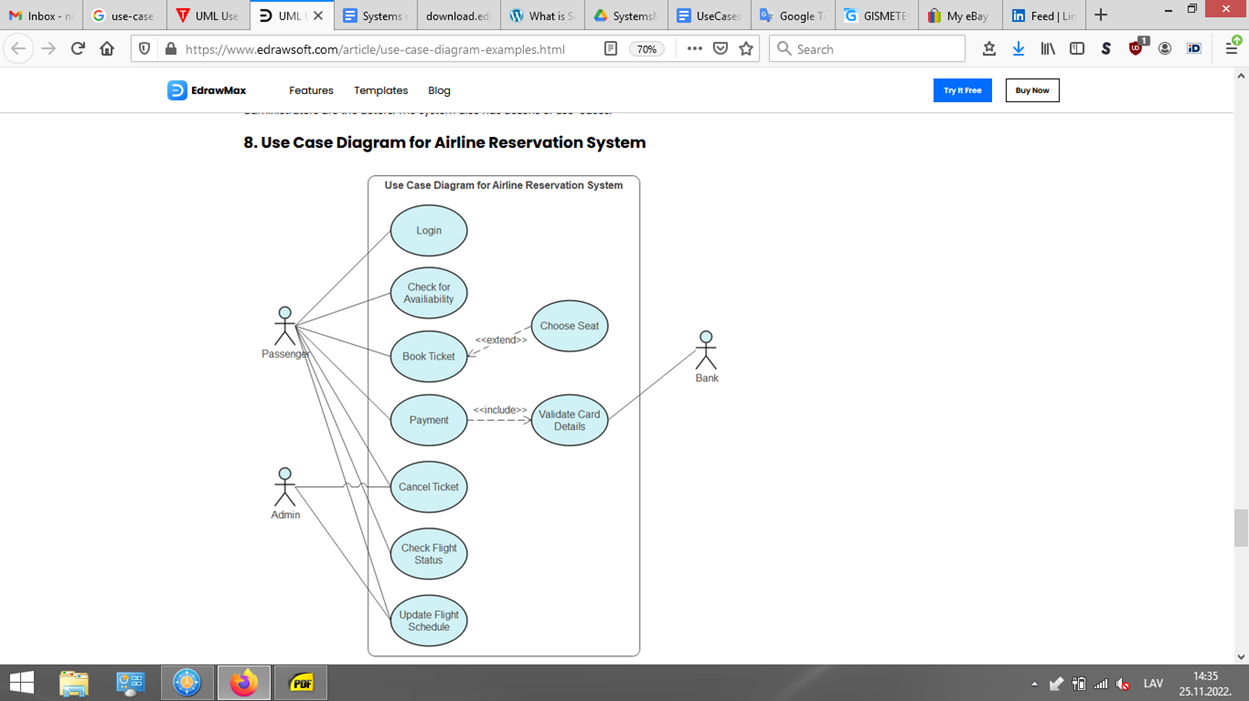 Inbox - n
use-case
UML Use
UML U
Systems r
download.ed
What is S
SystemsM
UseCases
Google T
GISMETE
My eBay
Feed | Lin
https://www.edrawsoft.com/article/use-case-diagram-examples.html
70%
Search
1
EdrawMax
Features
Templates
Blog
Try It Free
Buy Now
8. Use Case Diagram for Airline Reservation System
Use Case Diagram for Airline Reservation System
Login
Check for
Availiability
Choose Seat
<<extend>>
Passenger
Book Ticket
Bank
<<include>>
Payment
Validate Card
Details
Cancel Ticket
Admin
Check Flight
Status
Update Flight
Schedule
PDF
LAV
14:35
25.11.2022.